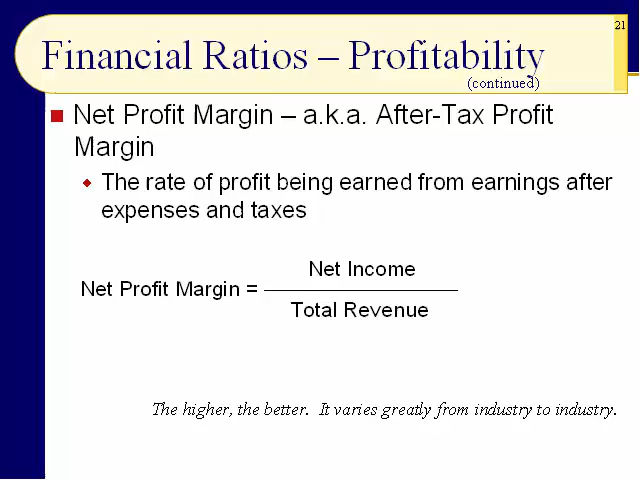 21
Financial Ratios – Profitability
(continued)
Net Profit Margin – a.k.a. After-Tax Profit
Margin
The rate of profit being earned from earnings after
expenses and taxes
Net Income
Net Profit Margin =
Total Revenue
The higher, the better. It varies greatly from industry to industry.